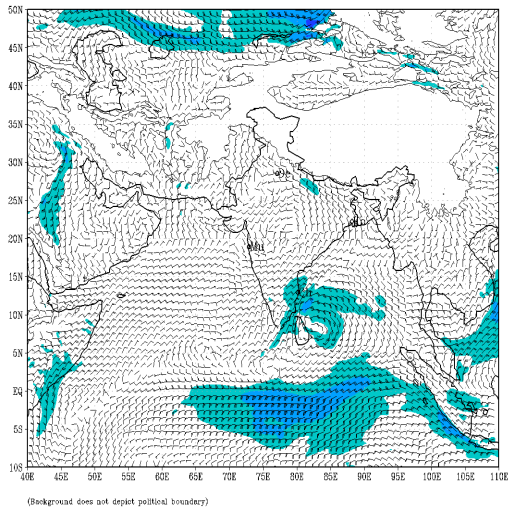 50N
45N
40N
35N
30N
25N
20N
15N
10N
5N
EQ
5S
10S
40E 45E 50E 55E 60E 65E 70E 75E 80E 85E 90E 95E 100E 105E 110E
(Background does not depict political boundary)